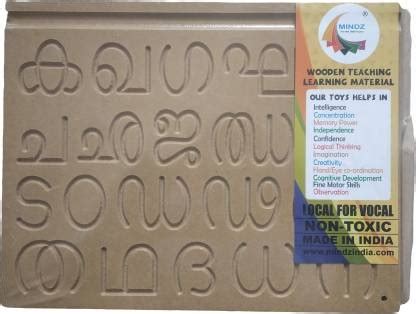 ക ഖ ഗ ഘ
ച ഛ ജ ഝ
ട ഠ ഡ ഢ
ത ഥ ദ ധ ന
MINDZ
WOODEN TEACHING
LEARNING MATERIAL
OUR TOYS HELPS IN
Intelligence
Concentration
Memory Power
Independence
Confidence
Logical Thinking
Imagination
Creativity
Hand/Eye co-ordination
Cognitive Development
Fine Motor Skills
Observation
LOCAL FOR VOCAL
NON-TOXIC
MADE IN INDIA
www.mindzindia.com